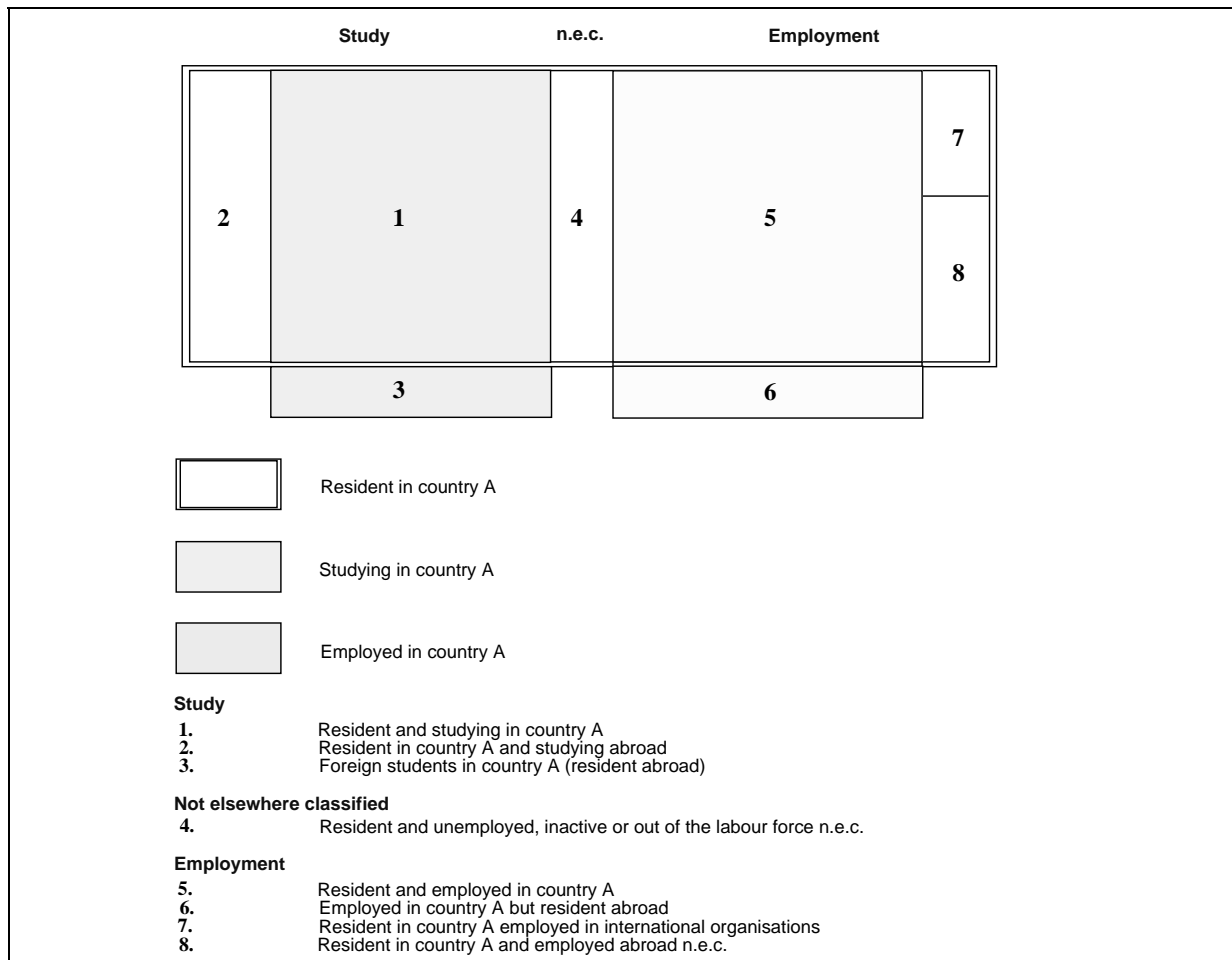 Study n.e.c. Employment
7
2 1 4 5
8
3 6
Resident in country A
Studying in country A
Employed in country A
Study
1. Resident and studying in country A
2. Resident in country A and studying abroad
3. Foreign students in country A (resident abroad)
Not elsewhere classified
4. Resident and unemployed, inactive or out of the labour force n.e.c.
Employment
5. Resident and employed in country A
6. Employed in country A but resident abroad
7. Resident in country A employed in international organisations
8. Resident in country A and employed abroad n.e.c.